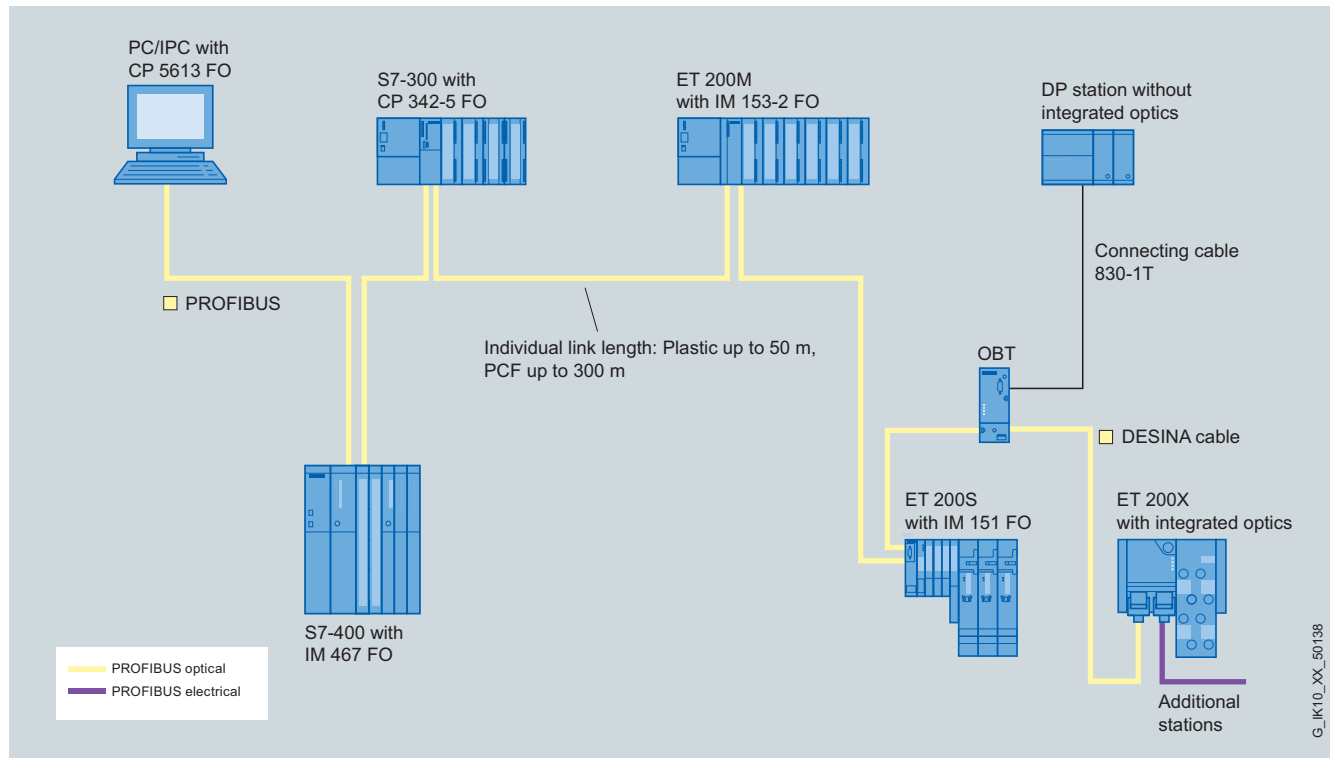 PC/IPC with
CP 5613 FO
S7-300 with
CP 342-5 FO
ET 200M
with IM 153-2 FO
DP station without
integrated optics
Connecting cable
830-1T
PROFIBUS
Individual link length: Plastic up to 50 m,
PCF up to 300 m
OBT
DESINA cable
ET 200S
with IM 151 FO
ET 200X
with integrated optics
S7-400 with
IM 467 FO
PROFIBUS optical
PROFIBUS electrical
Additional
stations
G_IK10_XX_50138